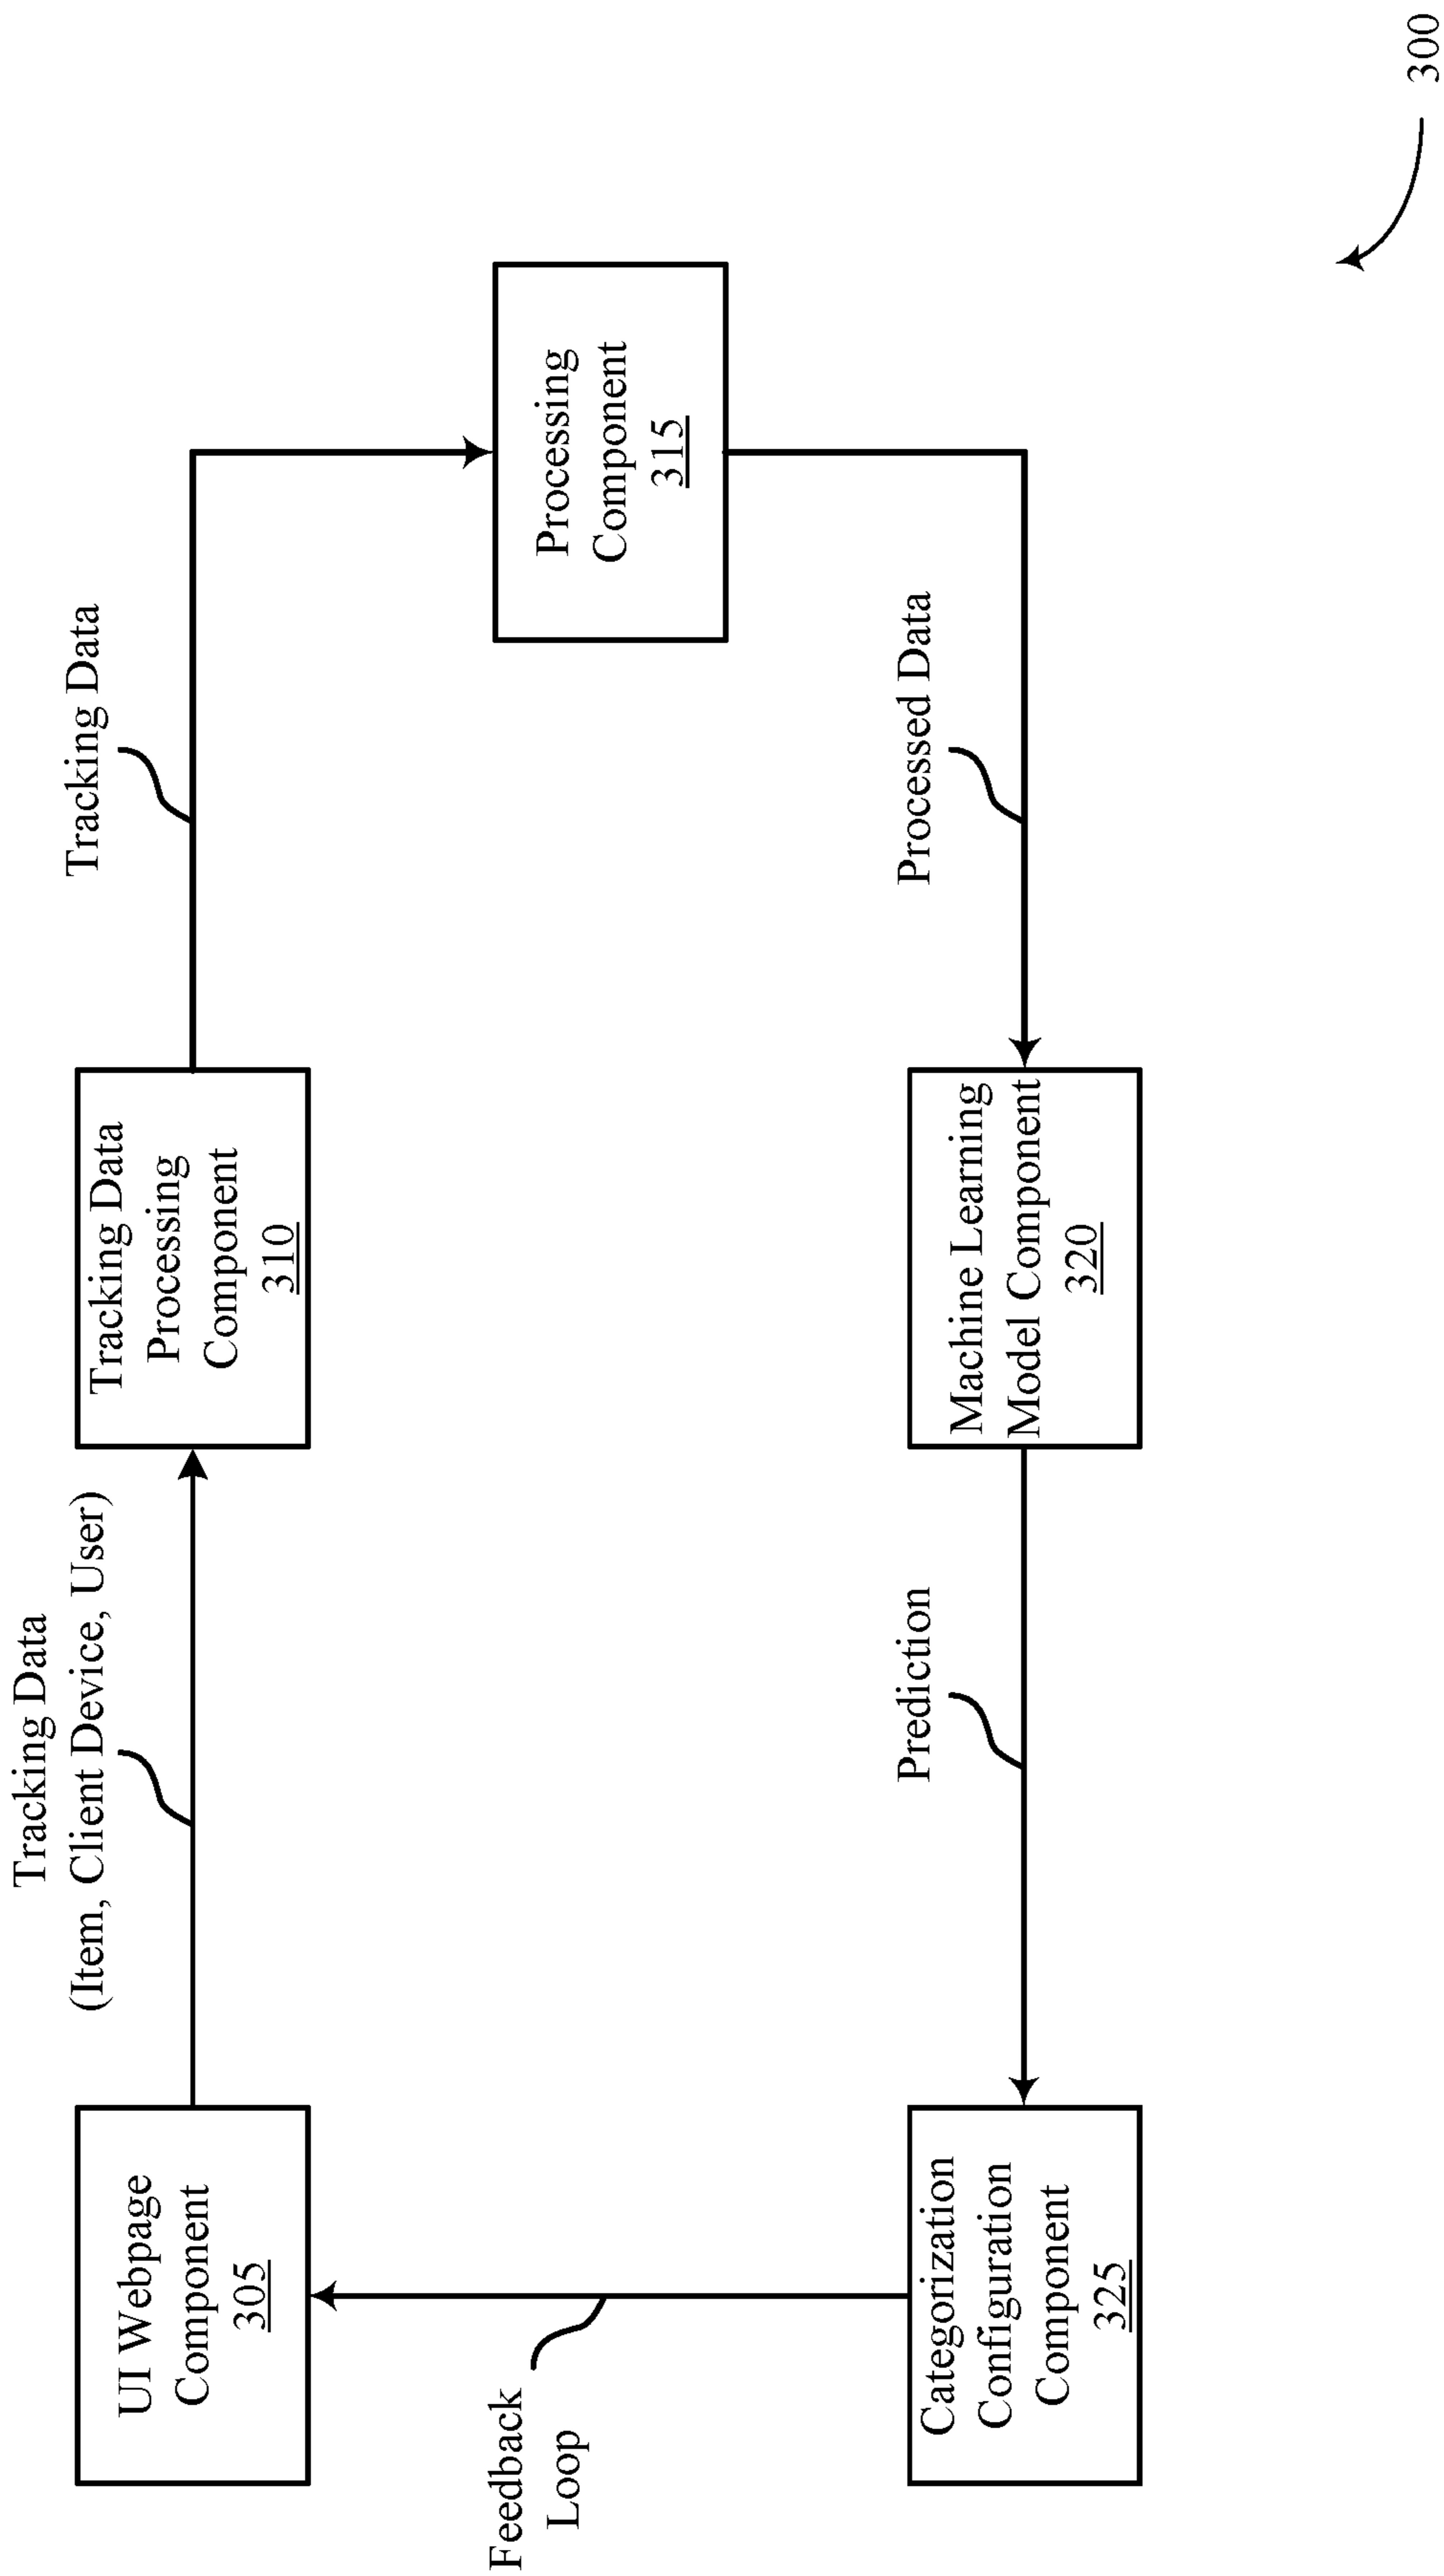 Tracking Data
(Item, Client Device, User)
Tracking Data
UI Webpage
Component
305
Tracking Data
Processing
Component
310
Processing
Component
315
Feedback
Loop
Prediction
Processed Data
Categorization
Configuration
Component
325
Machine Learning
Model Component
320
300